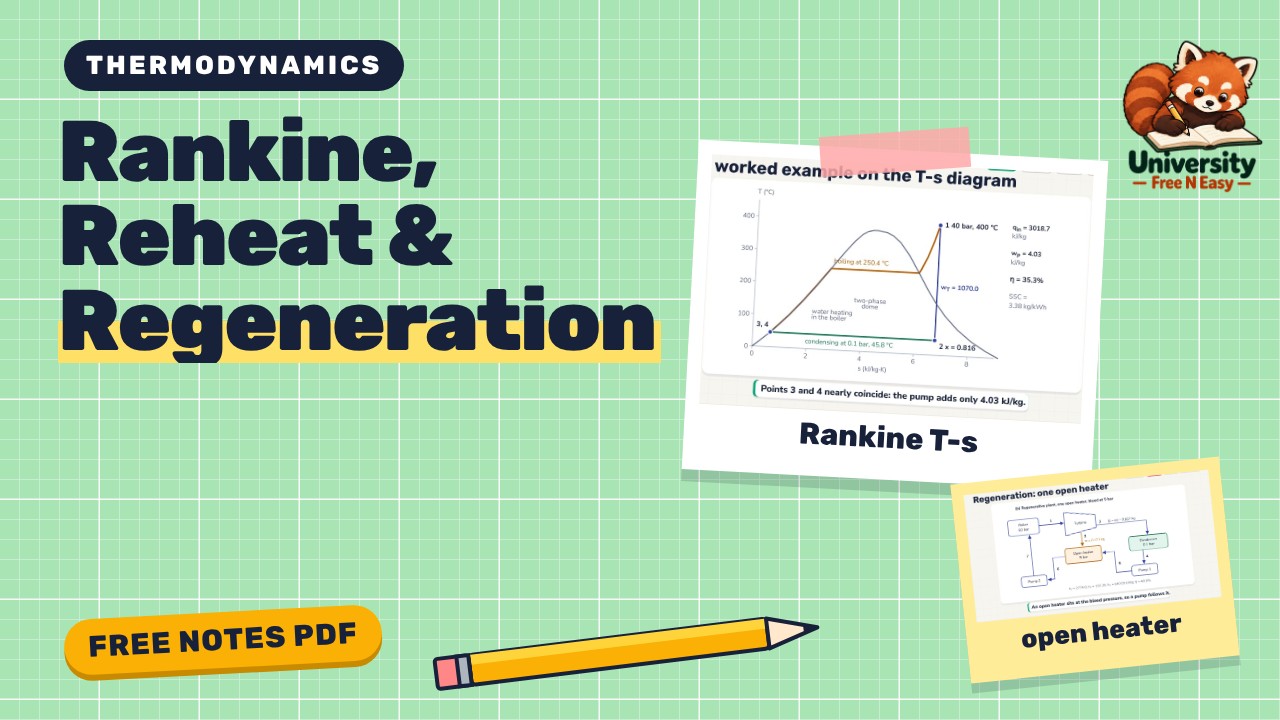 THERMODYNAMICS
Rankine,
Reheat &
Regeneration
FREE NOTES PDF
University
Free N Easy
worked example on the T-s diagram
T (°C)
400
300
200
100
0
0
2
4
6
8
s (kJ/kg·K)
boiling at 250.4 °C
1 40 bar, 400 °C
two-phase
dome
water heating
in the boiler
wT = 1070.0
3, 4
condensing at 0.1 bar, 45.8 °C
2 x = 0.816
qin = 3018.7
kJ/kg
wP = 4.03
kJ/kg
η = 35.3%
SSC =
3.38 kg/kWh
Points 3 and 4 nearly coincide: the pump adds only 4.03 kJ/kg.
Rankine T-s
Regeneration: one open heater
Boiler
Turbine
Condenser
0.1 bar
Open heater
Pump 1
Pump 2
An open heater sits at the bleed pressure, so a pump follows it.
open heater